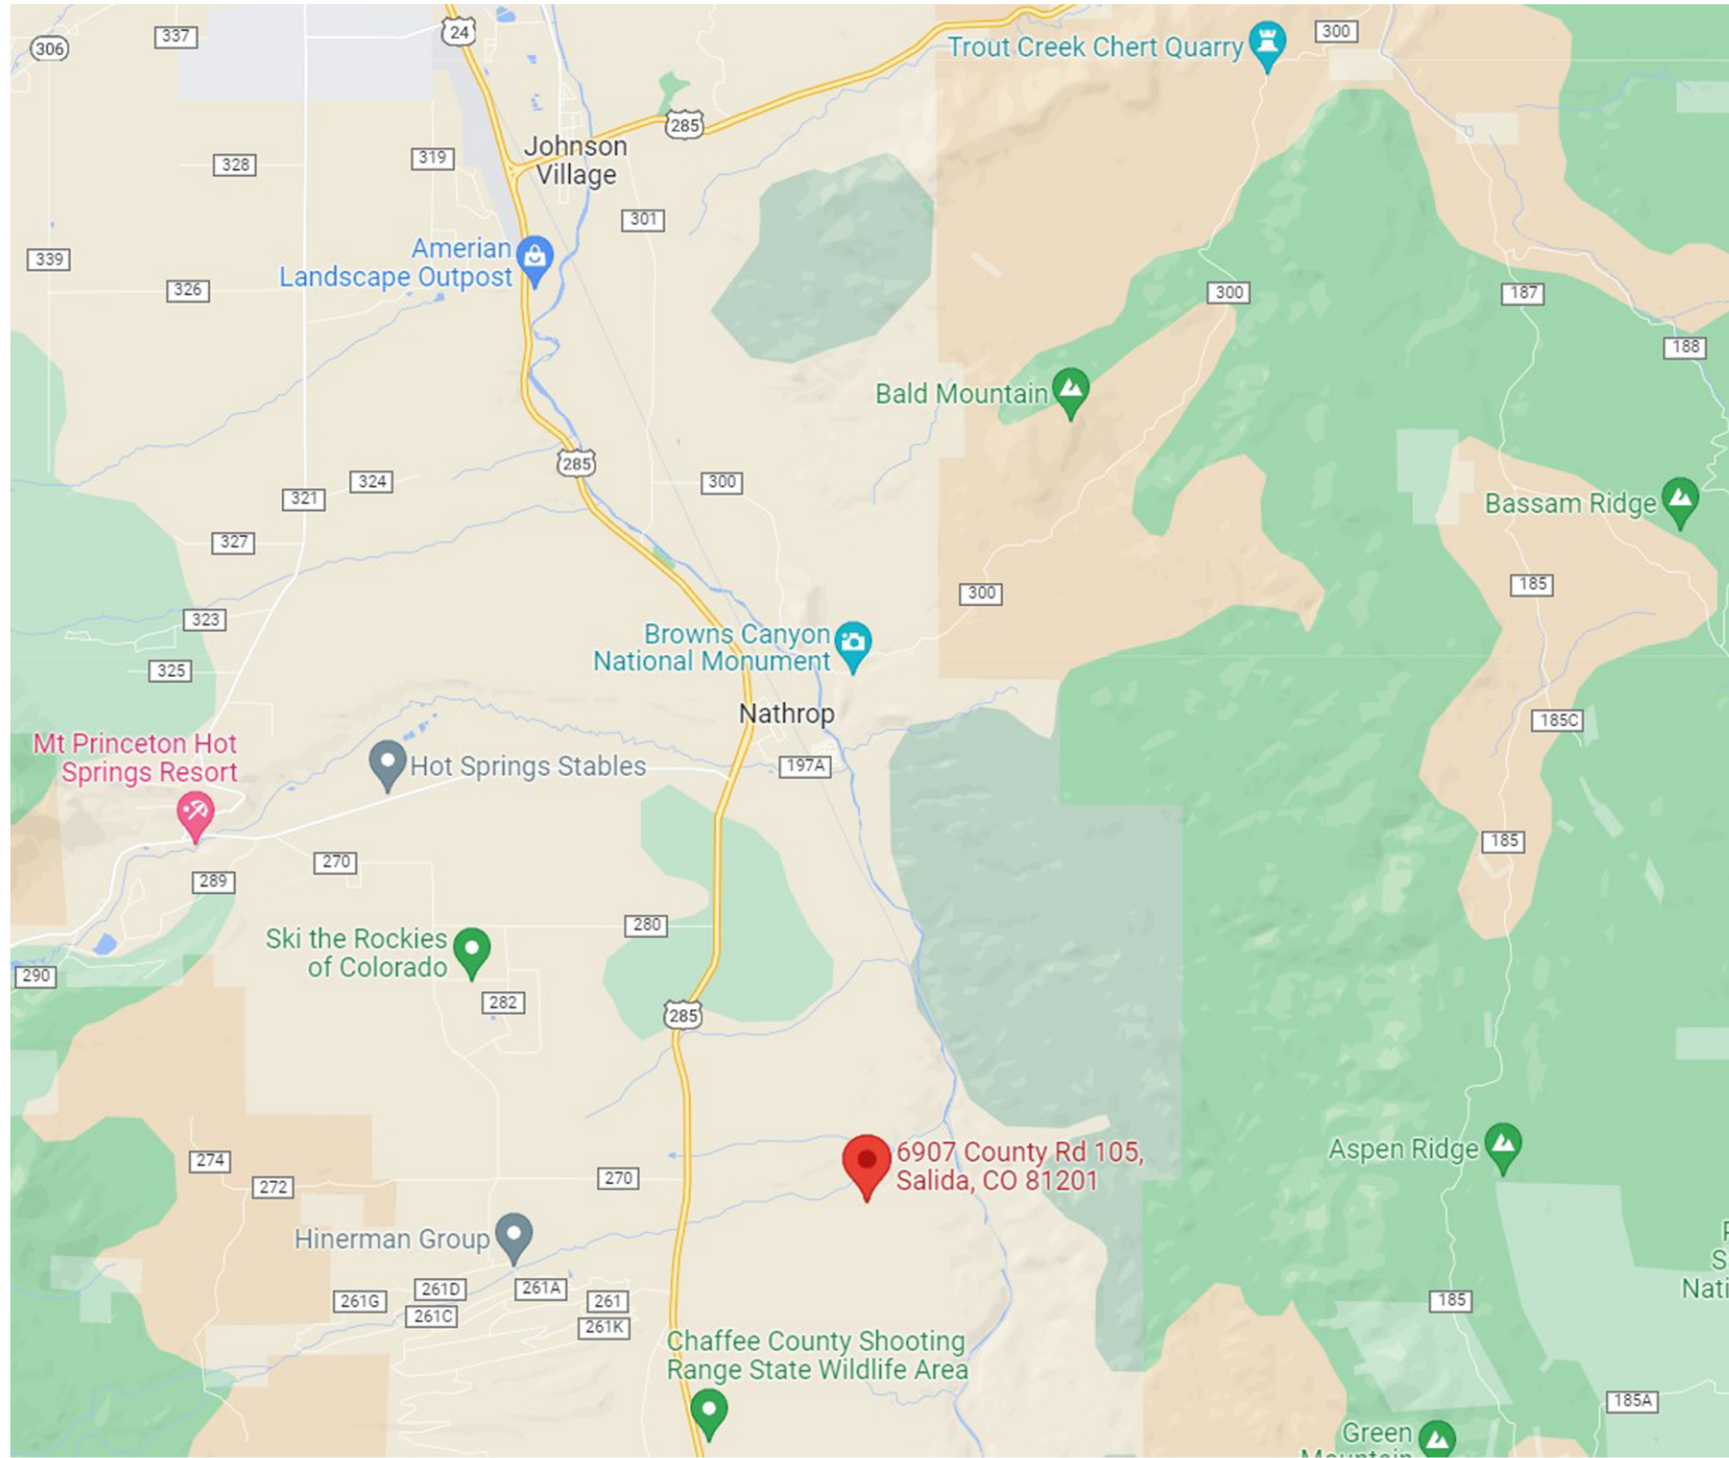 306
337
24
Trout Creek Chert Quarry
300
285
Johnson
Village
328
319
301
339
Amerian
Landscape Outpost
326
300
187
188
Bald Mountain
285
324
321
300
Bassam Ridge
327
185
300
323
Browns Canyon
National Monument
325
Nathrop
185C
Mt Princeton Hot
Springs Resort
Hot Springs Stables
197A
270
289
185
280
Ski the Rockies
of Colorado
290
282
285
6907 County Rd 105,
Salida, CO 81201
Aspen Ridge
274
272
270
Hinerman Group
S
Nati
261D
261A
261G
261
261C
261K
185
Chaffee County Shooting
Range State Wildlife Area
185A
Green
Mountain